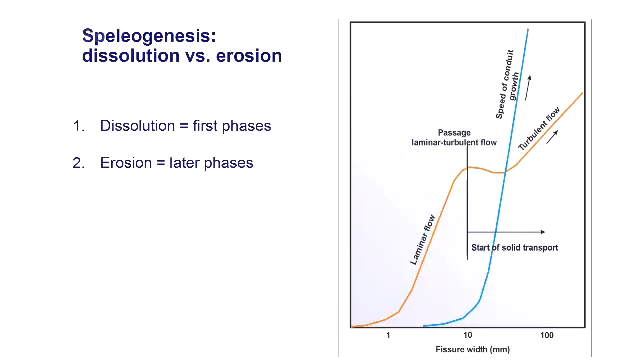 Speleogenesis:
dissolution vs. erosion
1. Dissolution = first phases
2. Erosion = later phases
Speed of conduit
growth
Turbulent flow
Passage
laminar-turbulent flow
Laminar flow
Start of solid transport
1 10 100
Fissure width (mm)